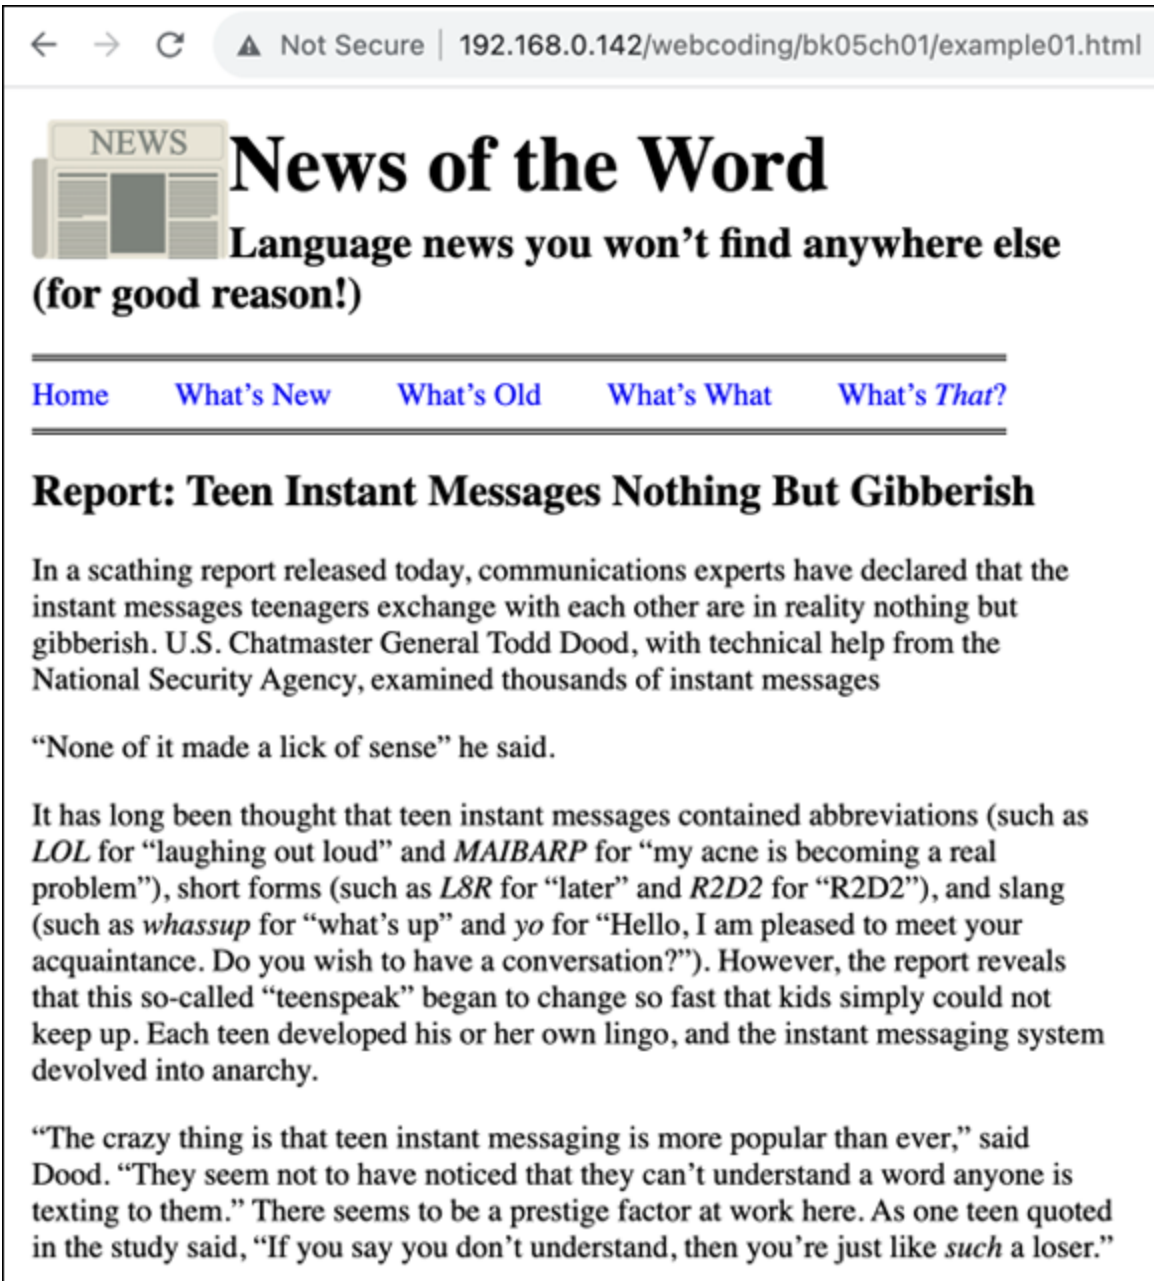 Not Secure | 192.168.0.142/webcoding/bk05ch01/example01.html
NEWS
News of the Word
Language news you won’t find anywhere else
(for good reason!)
Home What’s New What’s Old What’s What What’s That?
Report: Teen Instant Messages Nothing But Gibberish
In a scathing report released today, communications experts have declared that the
instant messages teenagers exchange with each other are in reality nothing but
gibberish. U.S. Chatmaster General Todd Dood, with technical help from the
National Security Agency, examined thousands of instant messages
“None of it made a lick of sense” he said.
It has long been thought that teen instant messages contained abbreviations (such as
LOL for “laughing out loud” and MAIBARP for “my acne is becoming a real
problem”), short forms (such as L8R for “later” and R2D2 for “R2D2”), and slang
(such as whassup for “what’s up” and yo for “Hello, I am pleased to meet your
acquaintance. Do you wish to have a conversation?”). However, the report reveals
that this so-called “teenspeak” began to change so fast that kids simply could not
keep up. Each teen developed his or her own lingo, and the instant messaging system
devolved into anarchy.
“The crazy thing is that teen instant messaging is more popular than ever,” said
Dood. “They seem not to have noticed that they can’t understand a word anyone is
texting to them.” There seems to be a prestige factor at work here. As one teen quoted
in the study said, “If you say you don’t understand, then you’re just like such a loser.”